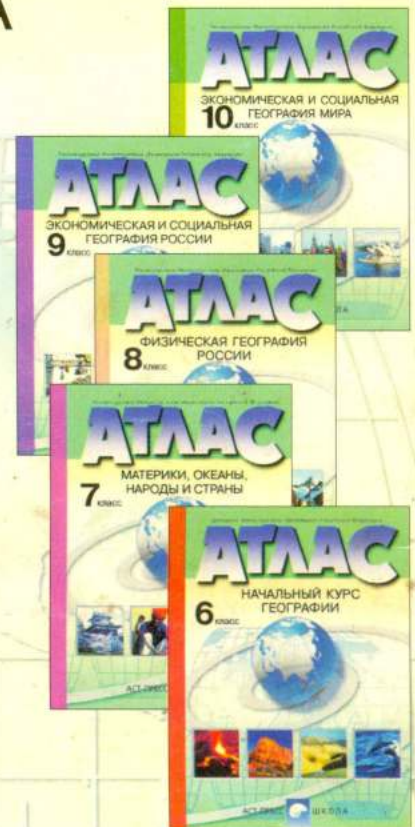 А
АТЛАС
ЭКОНОМИЧЕСКАЯ И СОЦИАЛЬНАЯ
ГЕОГРАФИЯ МИРА
10 КЛАСС
АТЛАС
ЭКОНОМИЧЕСКАЯ И СОЦИАЛЬНАЯ
ГЕОГРАФИЯ РОССИИ
9 КЛАСС
АТЛАС
ФИЗИЧЕСКАЯ ГЕОГРАФИЯ
РОССИИ
8 КЛАСС
АТЛАС
МАТЕРИКИ, ОКЕАНЫ,
НАРОДЫ И СТРАНЫ
7 КЛАСС
АСТ-ПРЕСС
АТЛАС
НАЧАЛЬНЫЙ КУРС
ГЕОГРАФИИ
6 КЛАСС
АСТ-ПРЕСС ШКОЛА